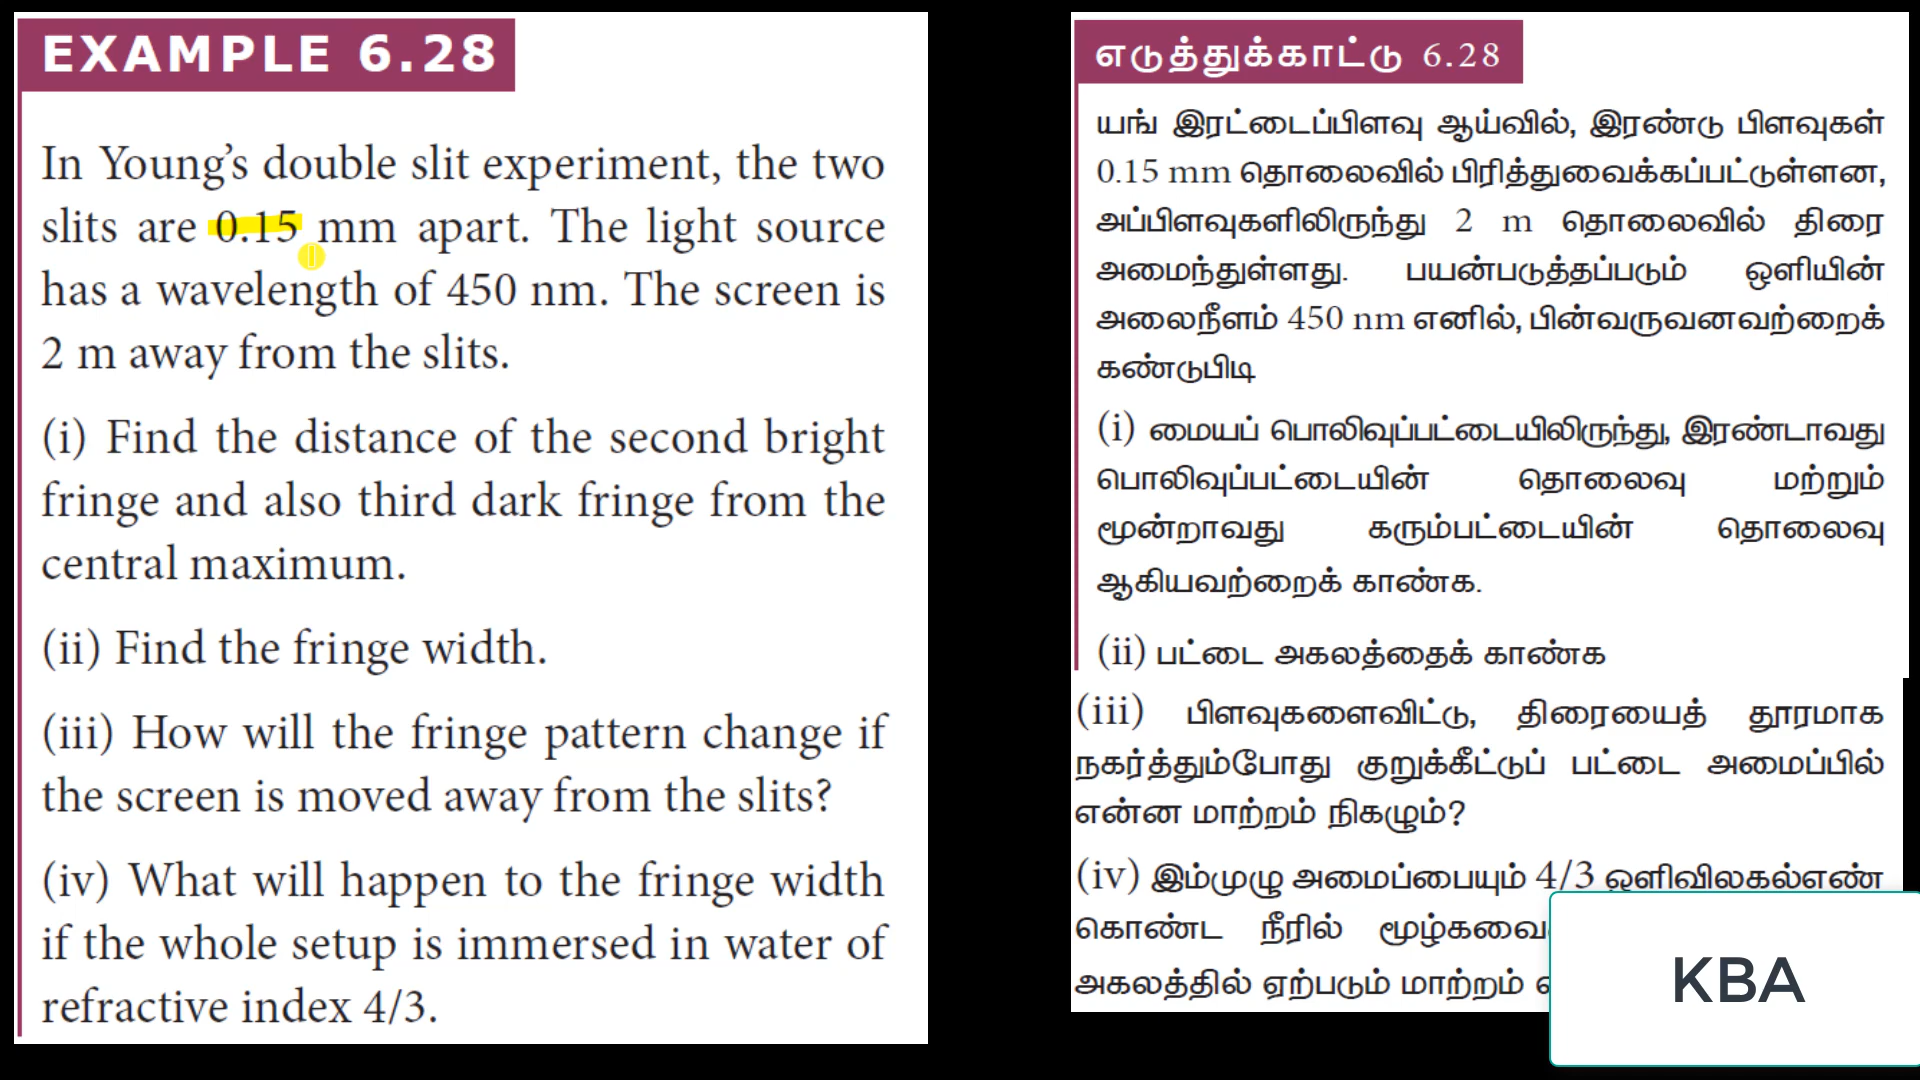 EXAMPLE 6.28
In Young's double slit experiment, the two
slits are 0.15 mm apart. The light source
has a wavelength of 450 nm. The screen is
2 m away from the slits.
(i) Find the distance of the second bright
fringe and also third dark fringe from the
central maximum.
(ii) Find the fringe width.
(iii) How will the fringe pattern change if
the screen is moved away from the slits?
(iv) What will happen to the fringe width
if the whole setup is immersed in water of
refractive index 4/3.
எடுத்துக்காட்டு 6.28
யங் இரட்டைப்பிளவு ஆய்வில், இரண்டு பிளவுகள்
0.15 mm தொலைவில் பிரித்துவைக்கப்பட்டுள்ளன,
அப்பிளவுகளிலிருந்து 2 m தொலைவில் திரை
அமைந்துள்ளது. பயன்படுத்தப்படும் ஒளியின்
அலைநீளம் 450 nm எனில், பின்வருவனவற்றைக்
கண்டுபிடி
(i) மையப் பொலிவுப்பட்டையிலிருந்து, இரண்டாவது
பொலிவுப்பட்டையின் தொலைவு மற்றும்
மூன்றாவது கரும்பட்டையின் தொலைவு
ஆகியவற்றைக் காண்க.
(ii) பட்டை அகலத்தைக் காண்க
(iii) பிளவுகளைவிட்டு, திரையைத் தூரமாக
நகர்த்தும்போது குறுக்கீட்டுப் பட்டை அமைப்பில்
என்ன மாற்றம் நிகழும்?
(iv) இம்முழு அமைப்பையும் 4/3 ஒளிவிலகல்எண்
கொண்ட நீரில்
அகலத்தில் ஏற்படும் மாற்றம்
KBA